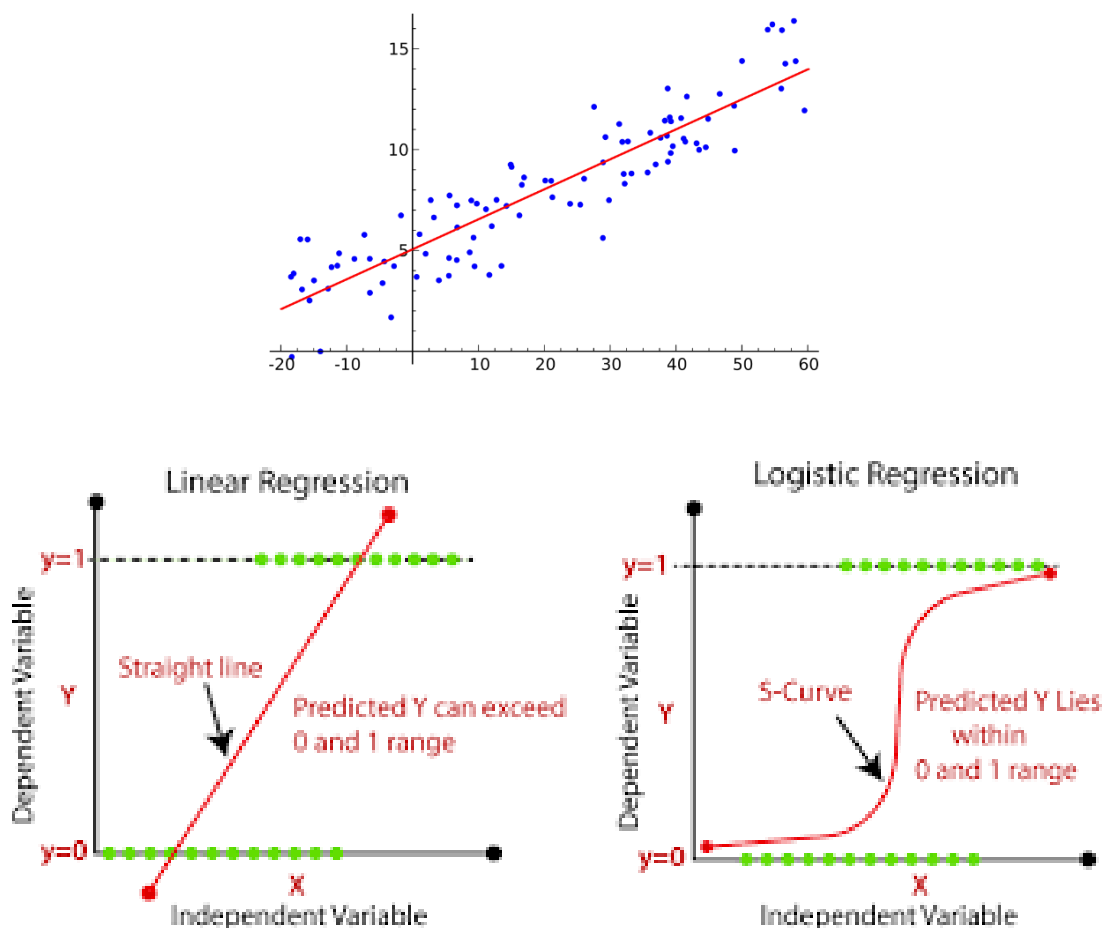 15
10
5
-20
-10
0
10
20
30
40
50
60
Linear Regression
y=1
Dependent Variable
Y
Straight line
Predicted Y can exceed
0 and 1 range
y=0
X
Independent Variable
Logistic Regression
y=1
Dependent Variable
Y
S-Curve
Predicted Y Lies
within
0 and 1 range
y=0
X
Independent Variable